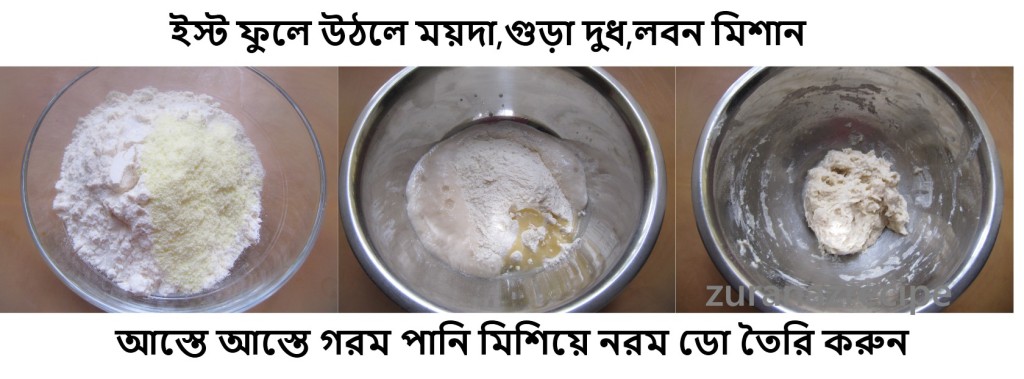 ইস্ট ফুলে উঠলে ময়দা,গুড়া দুধ,লবন মিশান
আস্তে আস্তে গরম পানি মিশিয়ে নরম ডো তৈরি করুন